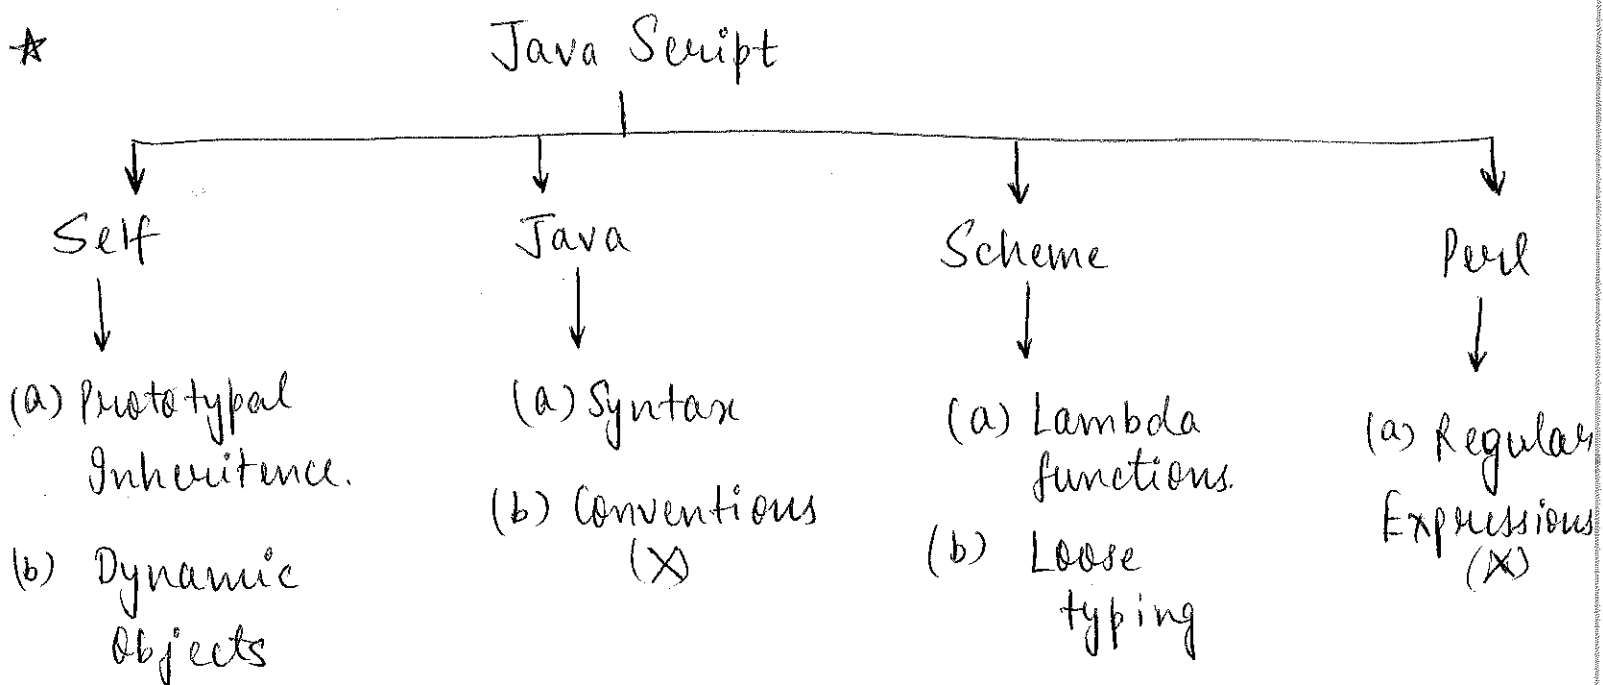 ☆ Java Script
Self
Java
Scheme
Perl
(a) Prototypal
Inheritence.
(b) Dynamic
Objects
(a) Syntax
(b) Conventions
(X)
(a) Lambda
functions.
(b) Loose
typing
(a) Regular
Expressions
(X)